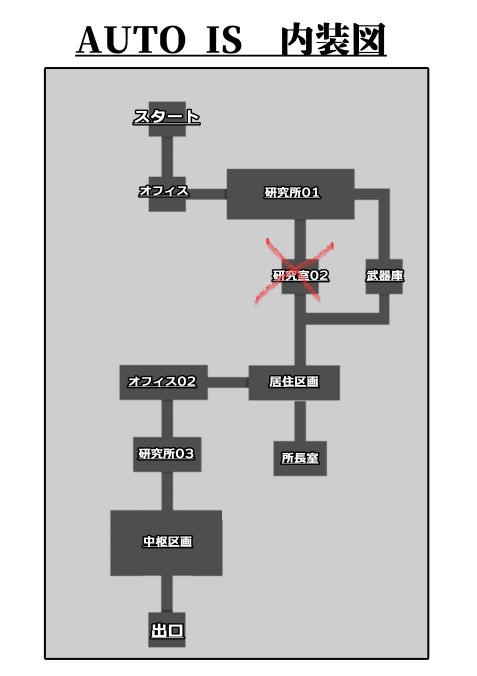 AUTO IS　内装図
スタート
オフィス
研究所01
研究室02
武器庫
オフィス02
居住区画
研究所03
所長室
中枢区画
出口